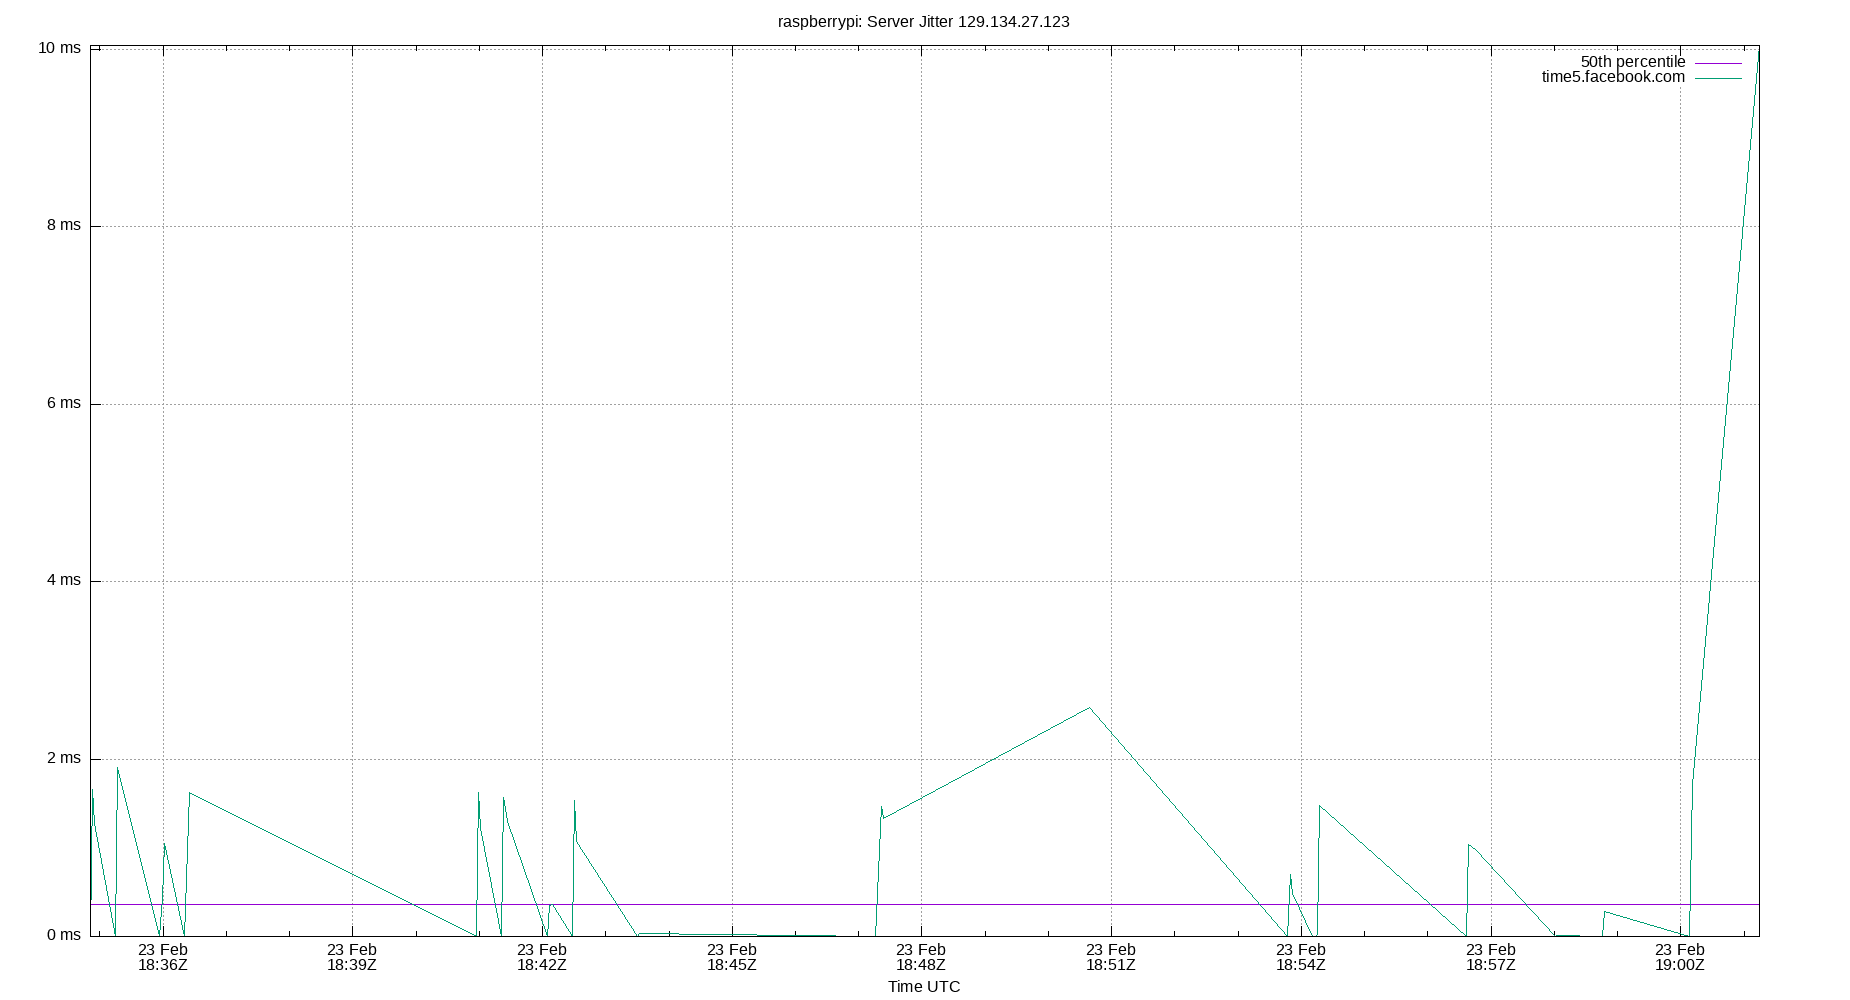 raspberrypi: Server Jitter 129.134.27.123
10 ms
8 ms
6 ms
4 ms
2 ms
0 ms
50th percentile
time5.facebook.com
23 Feb 23 Feb 23 Feb 23 Feb 23 Feb 23 Feb 23 Feb 23 Feb 23 Feb
18:36Z 18:39Z 18:42Z 18:45Z 18:48Z 18:51Z 18:54Z 18:57Z 19:00Z
Time UTC